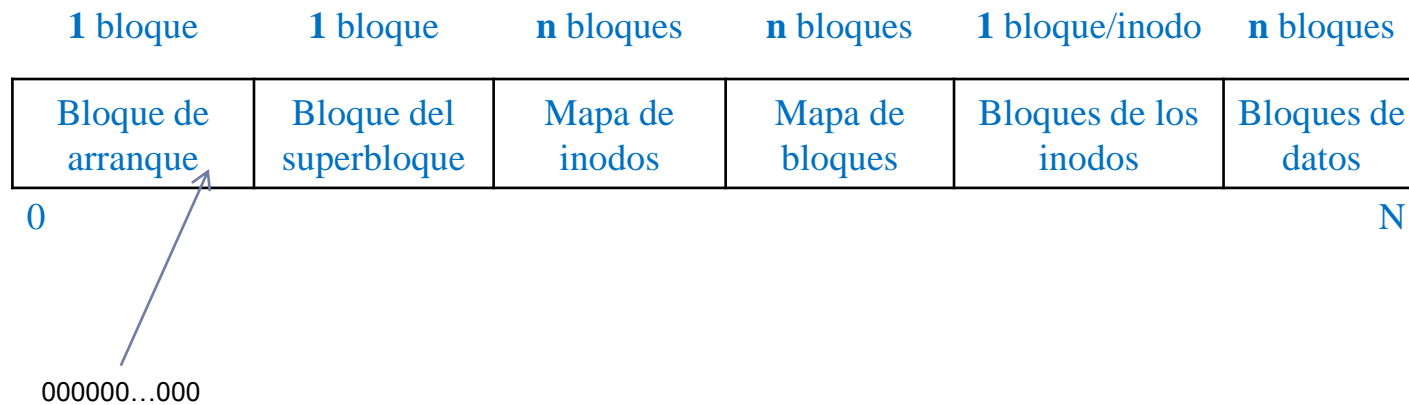 1 bloque 1 bloque n bloques n bloques 1 bloque/inodo n bloques
Bloque de Bloque del Mapa de Mapa de Bloques de los Bloques de
arranque superbloque inodos bloques inodos datos
0 N
000000…000